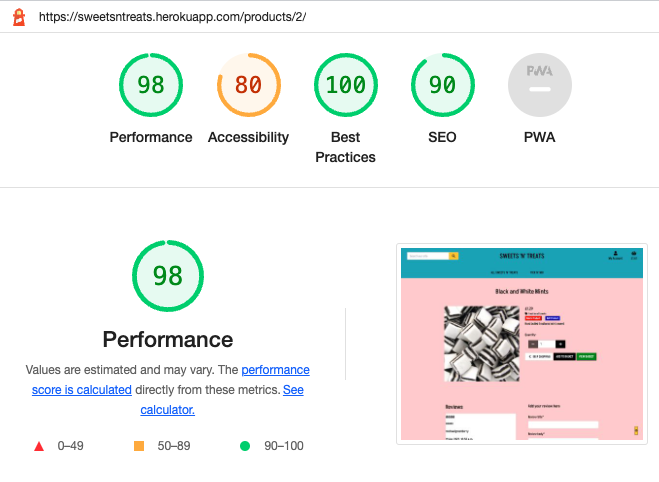 https://sweetsntreats.herokuapp.com/products/2/
98
80
100
90
PWA
Performance
Accessibility
Best
Practices
SEO
PWA
98
Performance
Values are estimated and may vary. The performance
score is calculated directly from these metrics. See
calculator.
0–49
50–89
90–100
SWEETS 'N' TREATS
Black and White Mints
Reviews